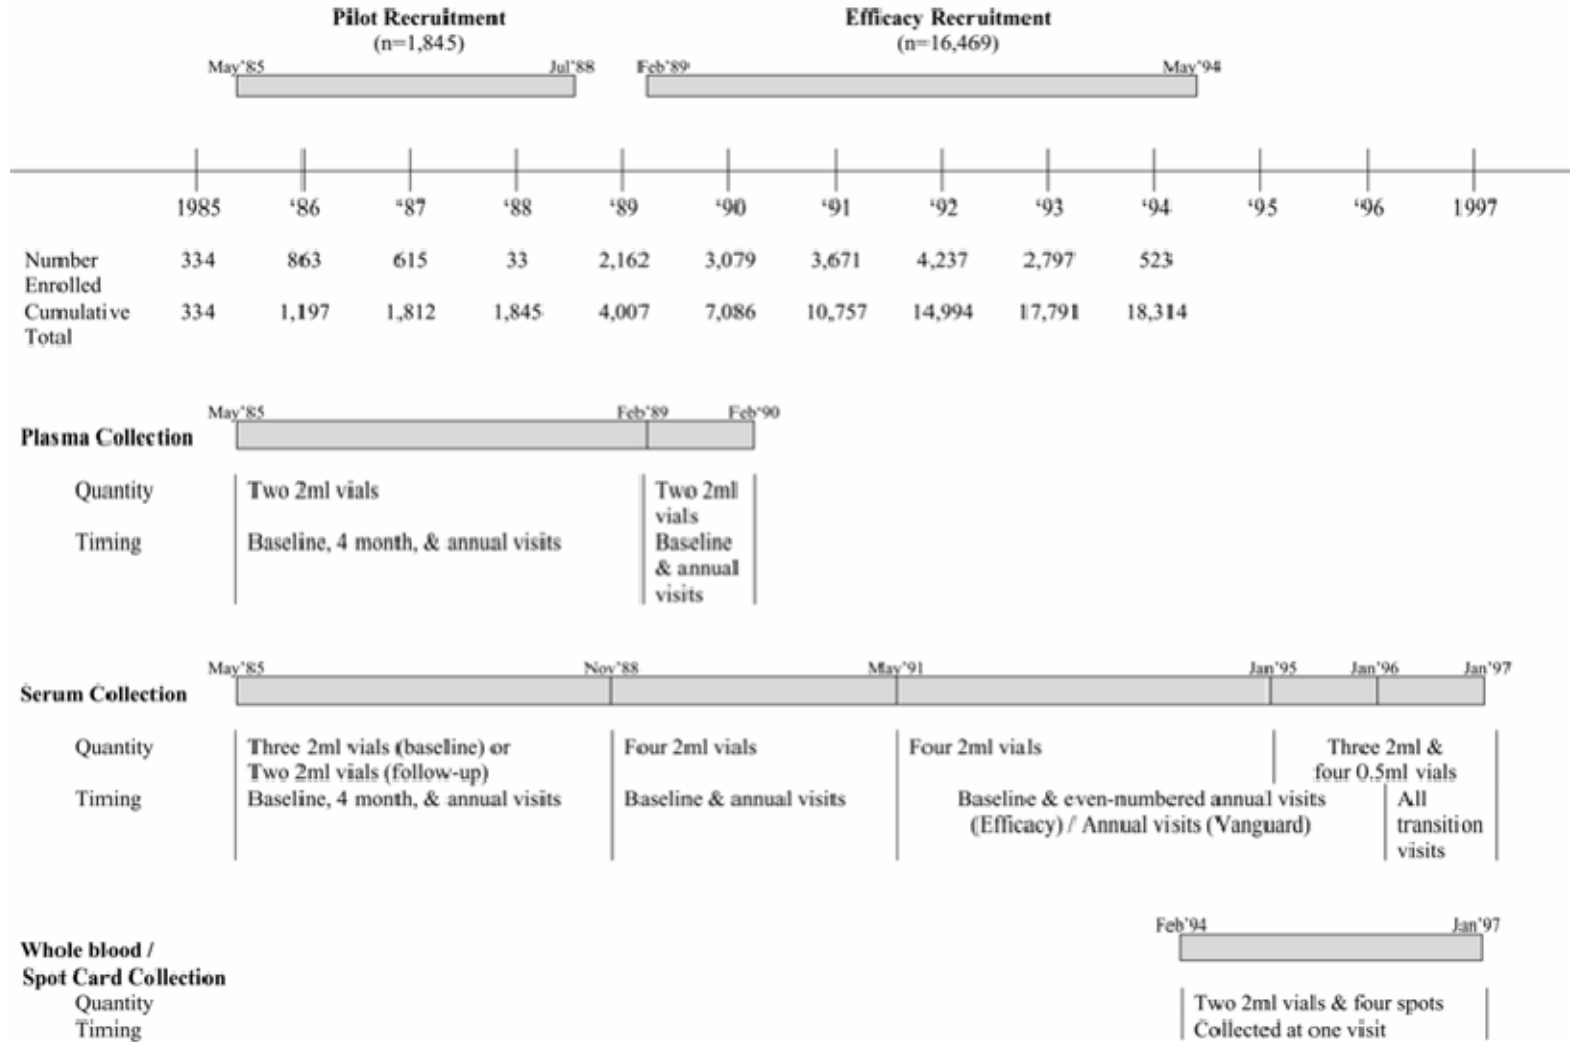 Pilot Recruitment
(n=1,845)
Efficacy Recruitment
(n=16,469)
May'85 Jul'88 Feb'89 May'94
1985 '86 '87 '88 '89 '90 '91 '92 '93 '94 '95 '96 1997
Number 334 863 615 33 2,162 3,079 3,671 4,237 2,797 523
Enrolled
Cumulative 334 1,197 1,812 1,845 4,007 7,086 10,757 14,994 17,791 18,314
Total
May'85 Feb'89 Feb'90
Plasma Collection
Quantity Two 2ml vials Two 2ml
vials
Timing Baseline, 4 month, & annual visits Baseline
& annual
visits
May'85 Nov'88 May'91 Jan'95 Jan'96 Jan'97
Serum Collection
Quantity Three 2ml vials (baseline) or Four 2ml vials Four 2ml vials Three 2ml &
Two 2ml vials (follow-up) four 0.5ml vials
Timing Baseline, 4 month, & annual visits Baseline & annual visits Baseline & even-numbered annual visits All
(Efficacy) / Annual visits (Vanguard) transition
visits
Feb'94 Jan'97
Whole blood /
Spot Card Collection
Quantity Two 2ml vials & four spots
Timing Collected at one visit